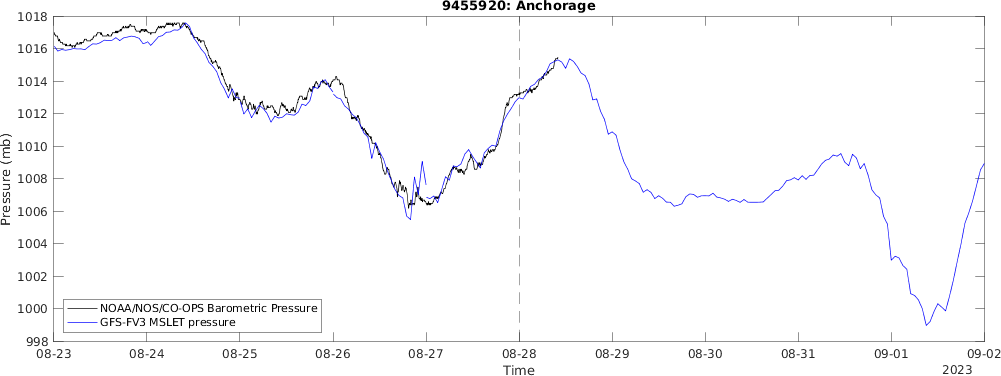 9455920: Anchorage
1018
1016
1014
1012
1010
1008
1006
1004
1002
1000
998
Pressure (mb)
NOAA/NOS/CO-OPS Barometric Pressure
GFS-FV3 MSLET pressure
08-23 08-24 08-25 08-26 08-27 08-28 08-29 08-30 08-31 09-01 09-02
Time
2023